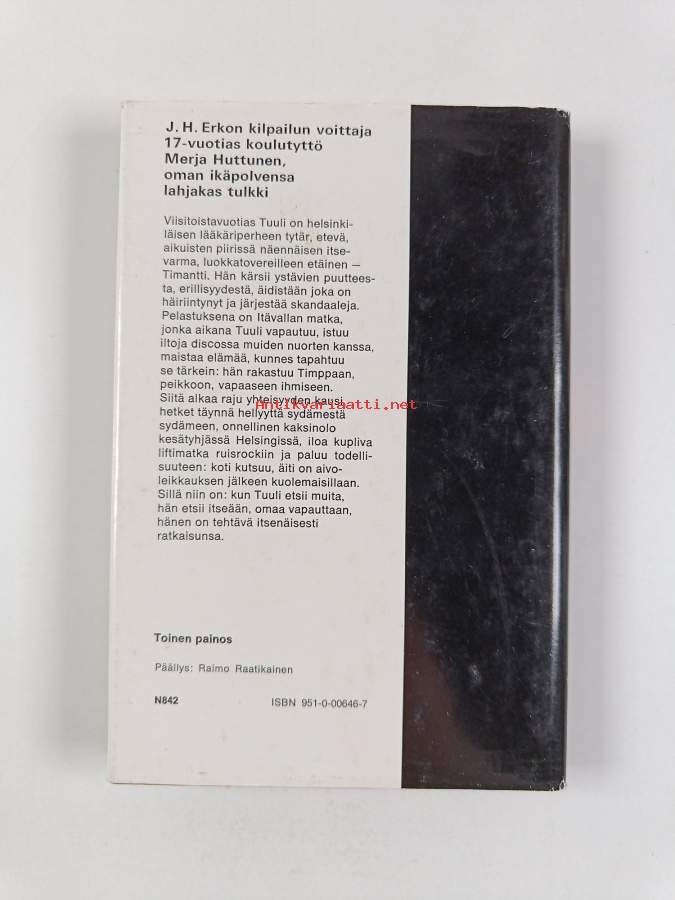 J. H. Erkon kilpailun voittaja
17-vuotias koulutyttö
Merja Huttunen,
oman ikäpolvensa
lahjakas tulkki
Viisitoistavuotias Tuuli on helsinki-
läisen lääkäriperheen tytär, etevä,
aikuisten piirissä näennäisen itse-
varma, luokkatovereilleen etäinen —
Timantti. Hän kärsii ystävien puuttees-
ta, erillisyydestä, äidistään joka on
häiriintynyt ja järjestää skandaaleja.
Pelastuksena on Itävallan matka,
jonka aikana Tuuli vapautuu, istuu
iltoja discossa muiden nuorten kanssa,
maistaa elämää, kunnes tapahtuu
se tärkein: hän rakastuu Timppaan,
peikkoon, vapaaseen ihmiseen.
Siitä alkaa raju yhteisyyden kausi
Antikvariaatti.net
hetket täynnä hellyyttä sydämestä
sydämeen, onnellinen kaksinolo
kesätyhjässä Helsingissä, iloa kupliva
liftimatka ruisrockiin ja paluu todelli-
suuteen: koti kutsuu, äiti on aivo-
leikkauksen jälkeen kuolemaisillaan.
Sillä niin on: kun Tuuli etsii muita,
hän etsii itseään, omaa vapauttaan,
hänen on tehtävä itsenäisesti
ratkaisunsa.
Toinen painos
Päällys: Raimo Raatikainen
N842 ISBN 951-0-00646-7